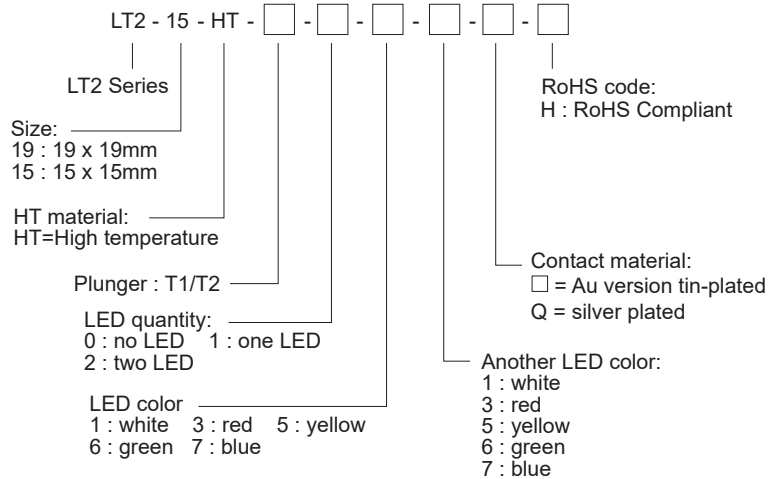 LT2 - 15 - HT - □ - □ - □ - □ - □ - □
LT2 Series
RoHS code:
H : RoHS Compliant
Size:
19 : 19 x 19mm
15 : 15 x 15mm
HT material:
HT=High temperature
Plunger : T1/T2
Contact material:
□ = Au version tin-plated
Q = silver plated
LED quantity:
0 : no LED 1 : one LED
2 : two LED
Another LED color:
1 : white
3 : red
5 : yellow
6 : green
7 : blue
LED color
1 : white 3 : red 5 : yellow
6 : green 7 : blue